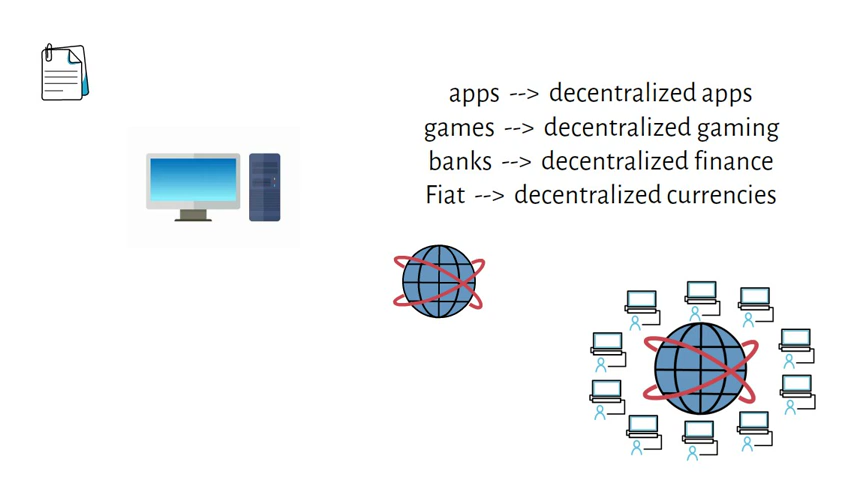 apps --> decentralized apps
games --> decentralized gaming
banks --> decentralized finance
Fiat --> decentralized currencies